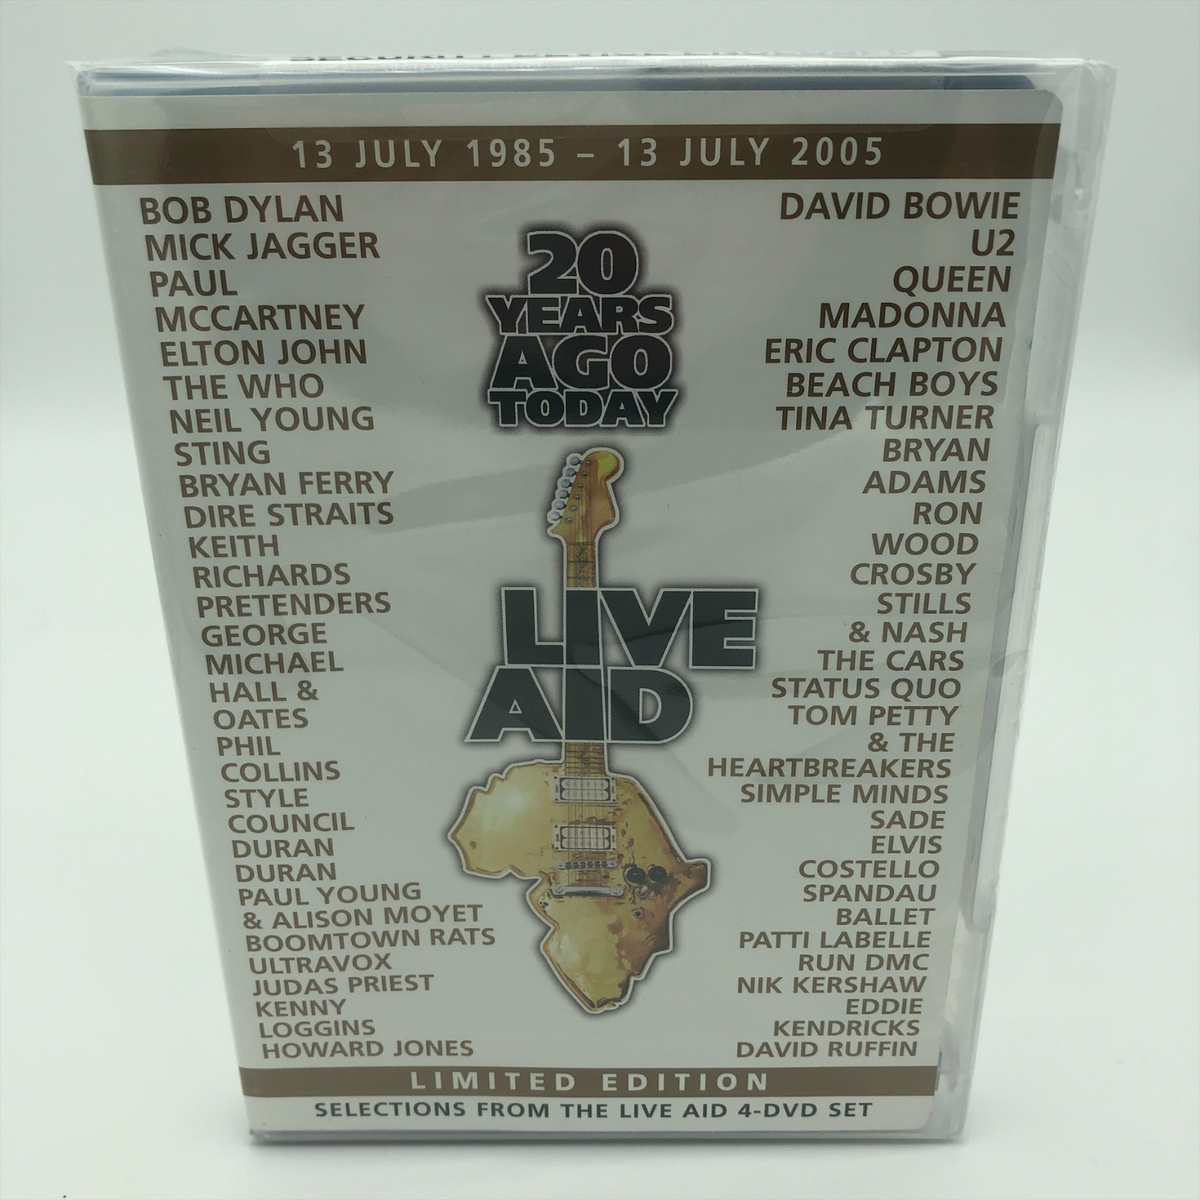 13 JULY 1985 – 13 JULY 2005
BOB DYLAN
MICK JAGGER
PAUL
MCCARTNEY
ELTON JOHN
THE WHO
NEIL YOUNG
STING
BRYAN FERRY
DIRE STRAITS
KEITH
RICHARDS
PRETENDERS
GEORGE
MICHAEL
HALL &
OATES
PHIL
COLLINS
STYLE
COUNCIL
DURAN
DURAN
PAUL YOUNG
& ALISON MOYET
BOOMTOWN RATS
ULTRAVOX
JUDAS PRIEST
KENNY
LOGGINS
HOWARD JONES
20
YEARS
AGO
TODAY
LIVE
AID
DAVID BOWIE
U2
QUEEN
MADONNA
ERIC CLAPTON
BEACH BOYS
TINA TURNER
BRYAN
ADAMS
RON
WOOD
CROSBY
STILLS
& NASH
THE CARS
STATUS QUO
TOM PETTY
& THE
HEARTBREAKERS
SIMPLE MINDS
SADE
ELVIS
COSTELLO
SPANDAU
BALLET
PATTI LABELLE
RUN DMC
NIK KERSHAW
EDDIE
KENDRICKS
DAVID RUFFIN
LIMITED EDITION
SELECTIONS FROM THE LIVE AID 4-DVD SET